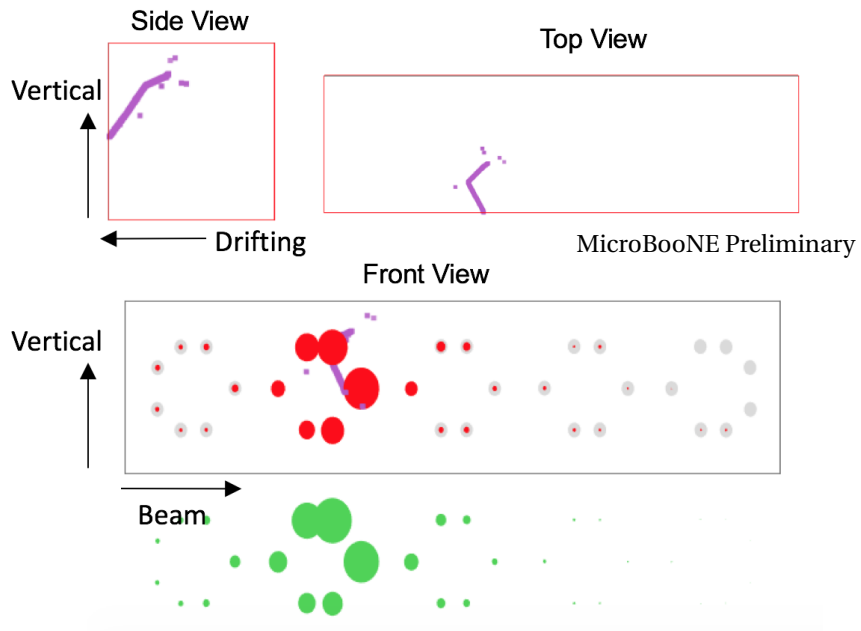 Side View
Top View
Vertical
Drifting
MicroBooNE Preliminary
Front View
Vertical
Beam